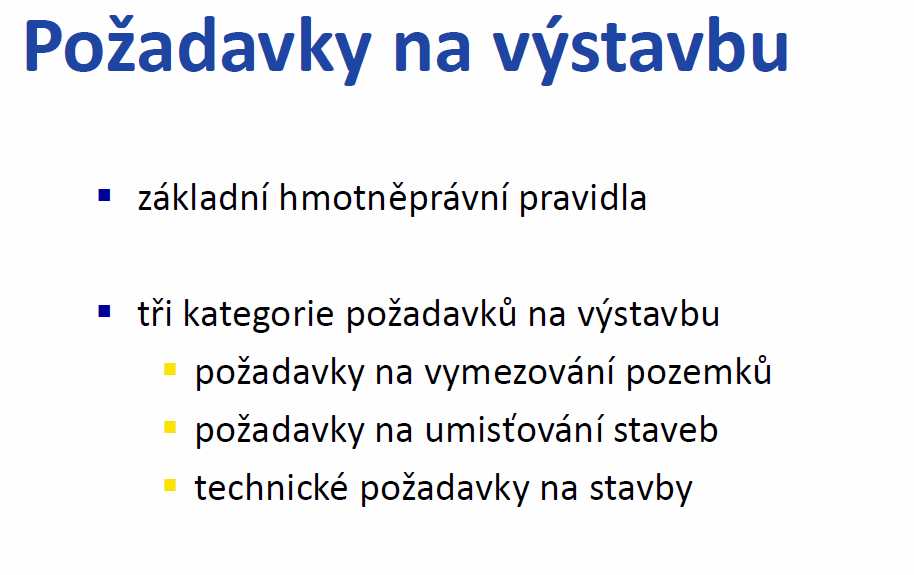 Požadavky na výstavbu
základní hmotněprávní pravidla
tři kategorie požadavků na výstavbu
požadavky na vymezování pozemků
požadavky na umisťování staveb
technické požadavky na stavby